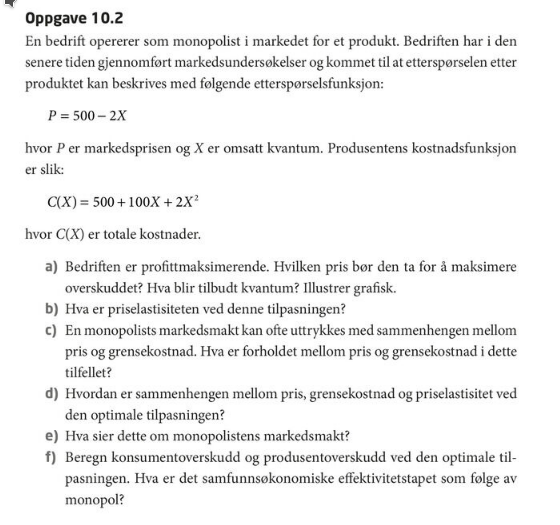 Oppgave 10.2
En bedrift opererer som monopolist i markedet for et produkt. Bedriften har i den
senere tiden gjennomført markedsundersøkelser og kommet til at etterspørselen etter
produktet kan beskrives med følgende etterspørselsfunksjon:
P = 500 – 2X
hvor P er markedsprisen og X er omsatt kvantum. Produsentens kostnadsfunksjon
er slik:
C(X) = 500 + 100X + 2X²
hvor C(X) er totale kostnader.
a) Bedriften er profittmaksimerende. Hvilken pris bør den ta for å maksimere
overskuddet? Hva blir tilbudt kvantum? Illustrer grafisk.
b) Hva er priselastisiteten ved denne tilpasningen?
c) En monopolists markedsmakt kan ofte uttrykkes med sammenhengen mellom
pris og grensekostnad. Hva er forholdet mellom pris og grensekostnad i dette
tilfellet?
d) Hvordan er sammenhengen mellom pris, grensekostnad og priselastisitet ved
den optimale tilpasningen?
e) Hva sier dette om monopolistens markedsmakt?
f) Beregn konsumentoverskudd og produsentoverskudd ved den optimale til-
pasningen. Hva er det samfunnsøkonomiske effektivitetstapet som følge av
monopol?